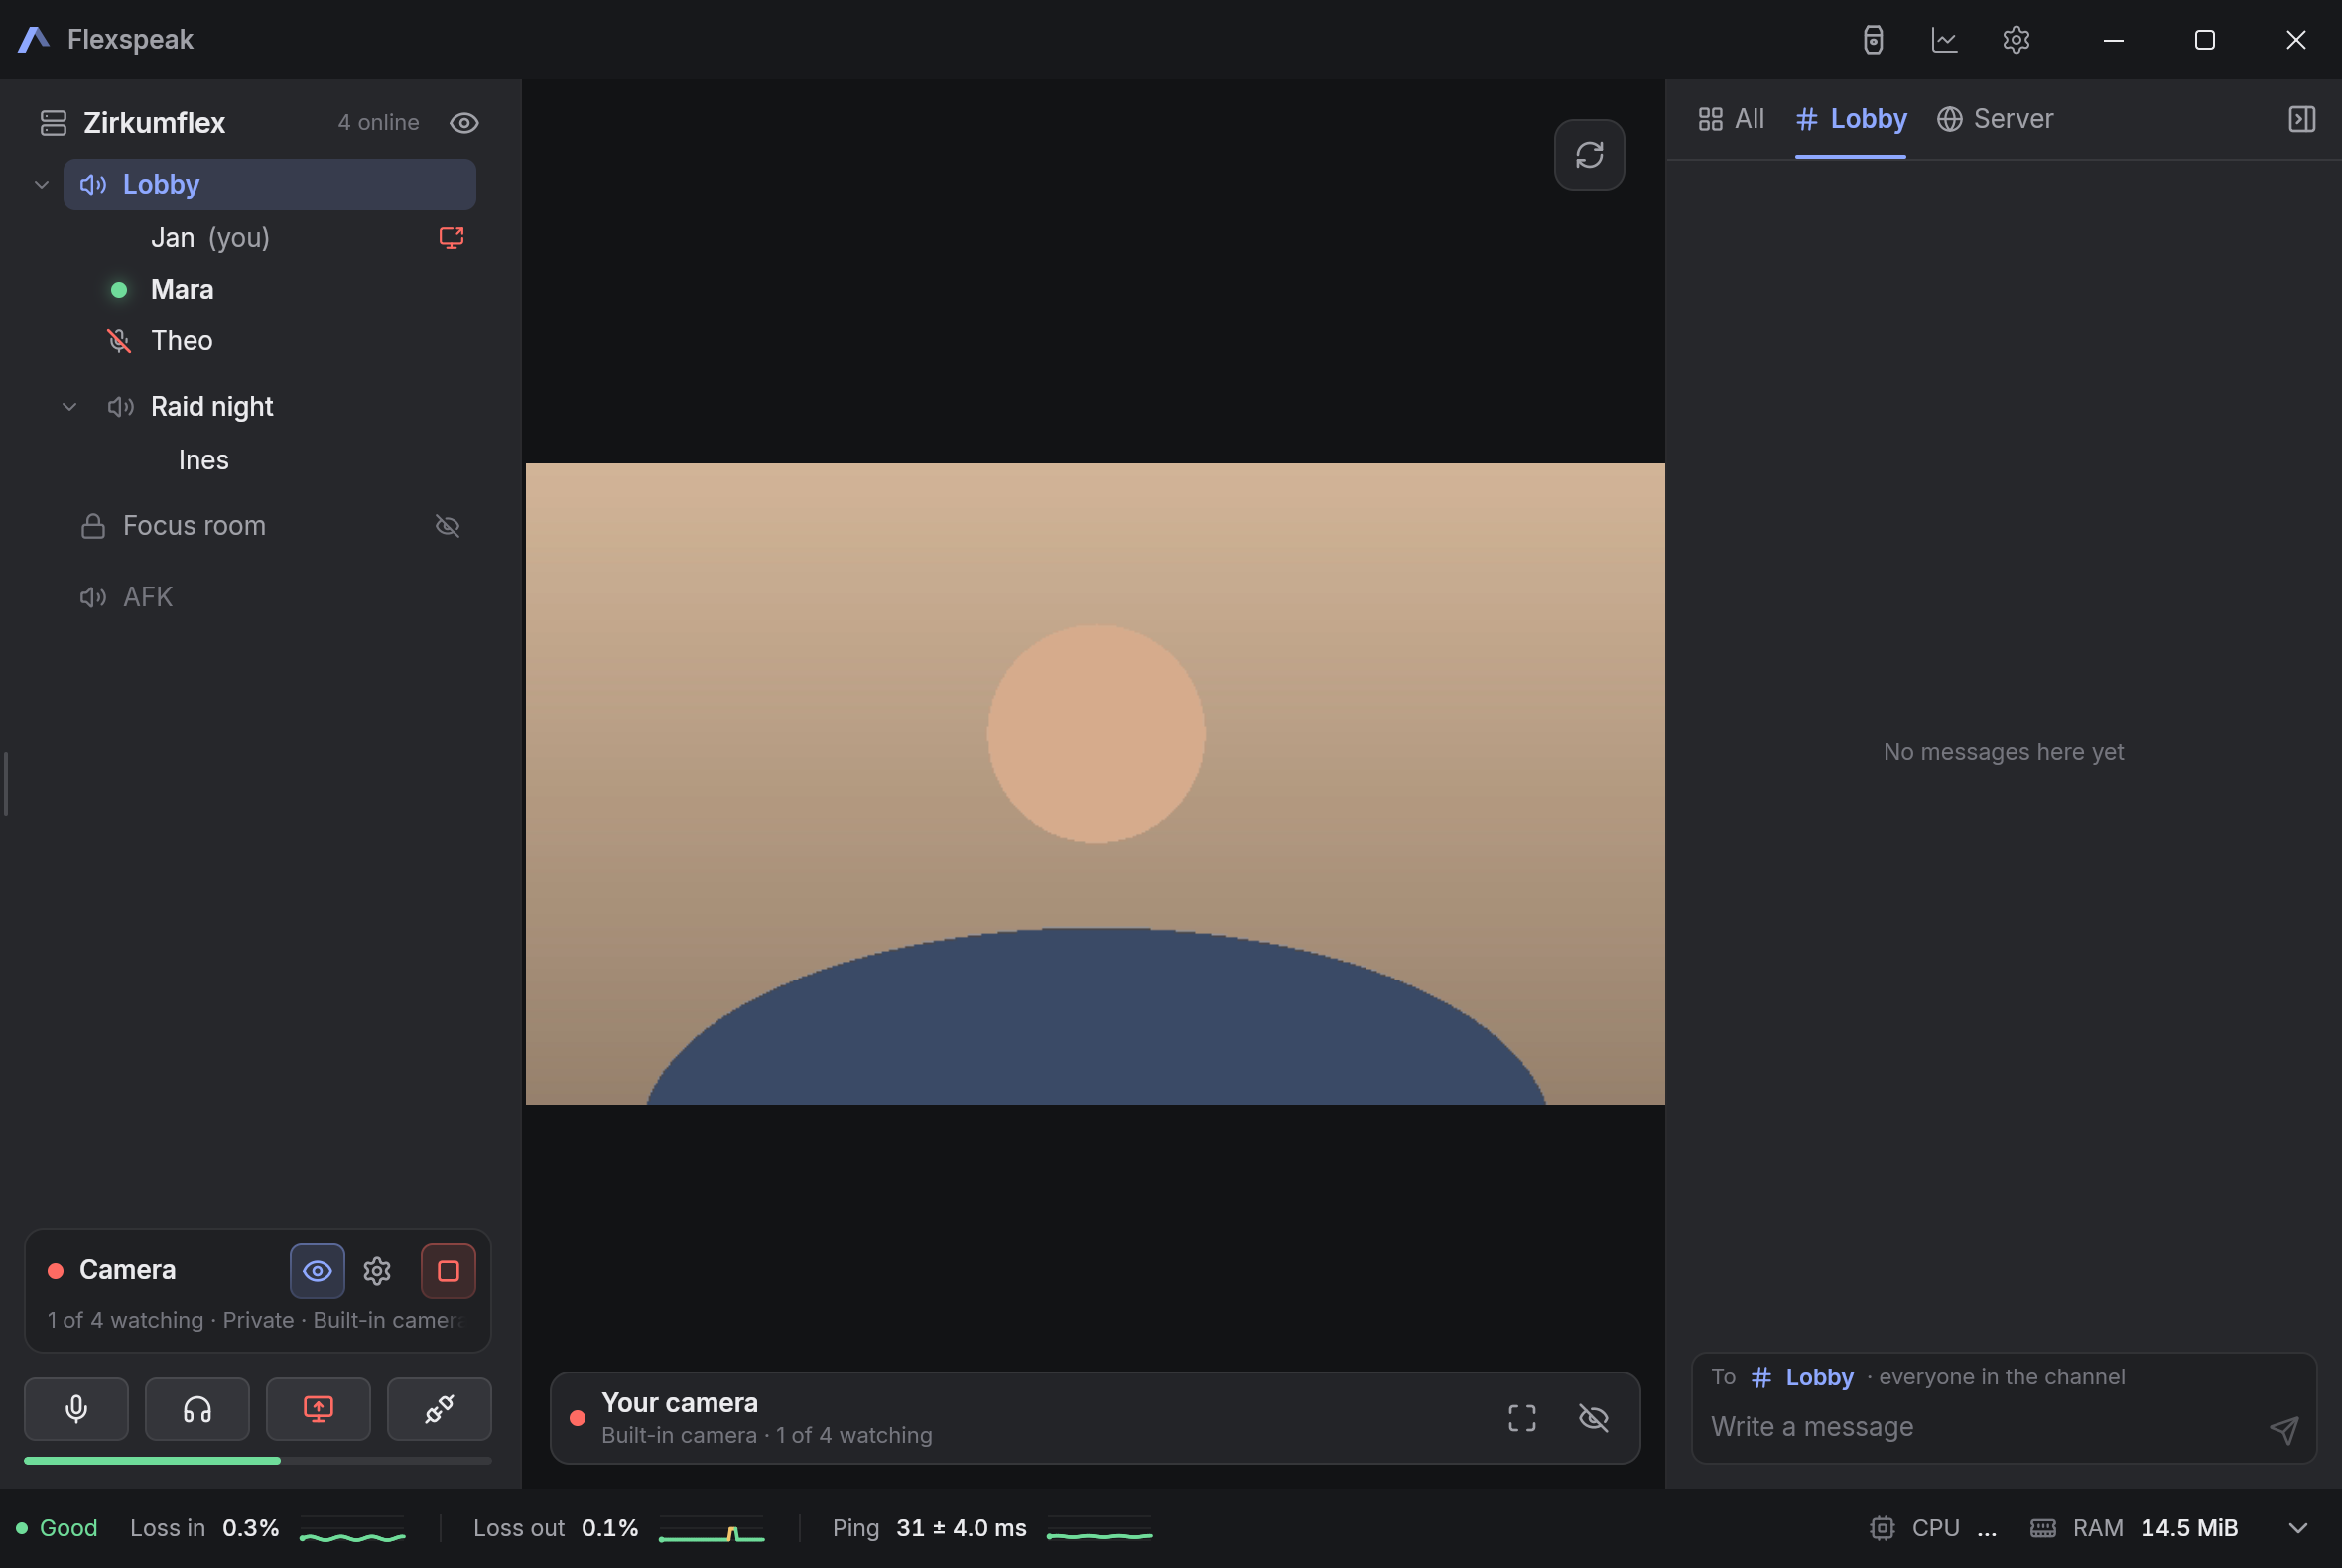 Flexspeak
Zirkumflex 4 online
Lobby
Jan (you)
Mara
Theo
Raid night
Ines
Focus room
AFK
Camera
1 of 4 watching · Private · Built-in camera
Your camera
Built-in camera · 1 of 4 watching
All # Lobby Server
No messages here yet
To # Lobby · everyone in the channel
Write a message
Good Loss in 0.3% Loss out 0.1% Ping 31 ± 4.0 ms CPU ... RAM 14.5 MiB